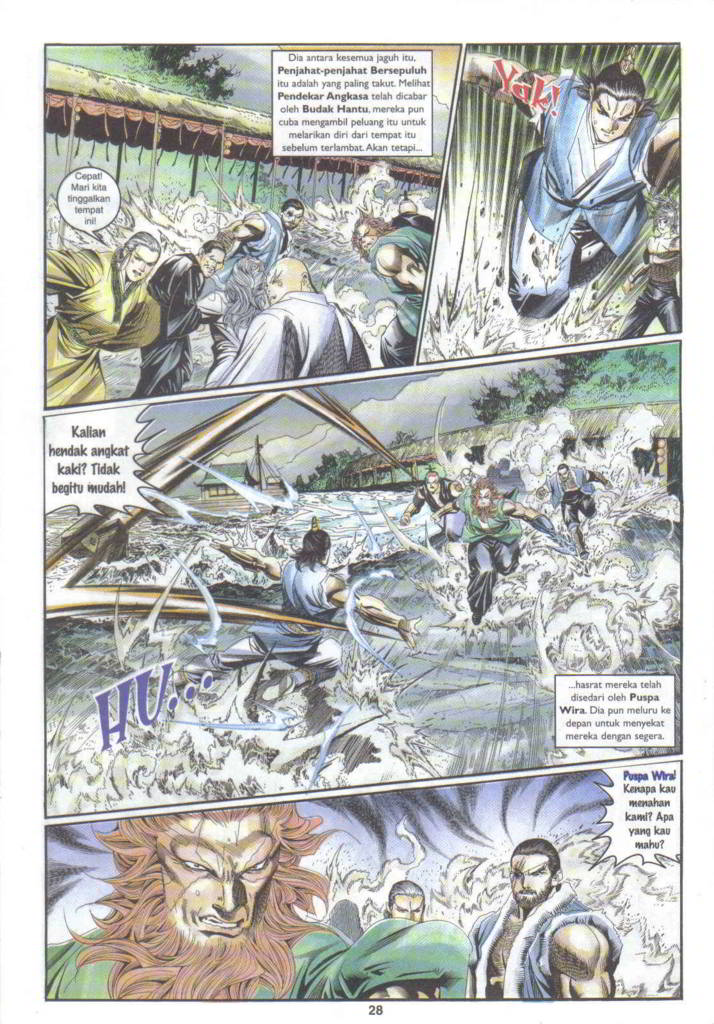 Dia antara kesemua jaguh itu,
Penjahat-penjahat Bersepuluh
itu adalah yang paling takut. Melihat
Pendekar Angkasa telah dicabar
oleh Budak Hantu, mereka pun
cuba mengambil peluang itu untuk
melarikan diri dari tempat itu
sebelum terlambat. Akan tetapi...
Cepat!
Mari kita
tinggalkan
tempat
ini!
Yak!
Kalian
hendak angkat
kaki? Tidak
begitu mudah!
HU...
...hasrat mereka telah
disedari oleh Puspa
Wira. Dia pun meluru ke
depan untuk menyekat
mereka dengan segera.
Puspa Wira!
Kenapa kau
menahan
kami? Apa
yang kau
mahu?
28